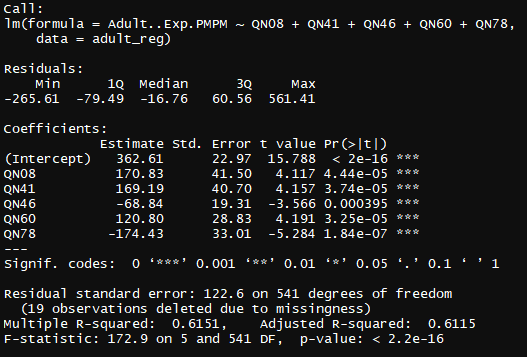 Call:
lm(formula = Adult..Exp.PMPM ~ QN08 + QN41 + QN46 + QN60 + QN78,
    data = adult_reg)
Residuals:
    Min      1Q  Median      3Q     Max
-265.61  -79.49  -16.76   60.56  561.41
Coefficients:
            Estimate Std. Error t value Pr(>|t|)
(Intercept)   362.61      22.97  15.788  < 2e-16 ***
QN08          170.83      41.50   4.117 4.44e-05 ***
QN41          169.19      40.70   4.157 3.74e-05 ***
QN46          -68.84      19.31  -3.566 0.000395 ***
QN60          120.80      28.83   4.191 3.25e-05 ***
QN78         -174.43      33.01  -5.284 1.84e-07 ***
---
Signif. codes:  0 ‘***’ 0.001 ‘**’ 0.01 ‘*’ 0.05 ‘.’ 0.1 ‘ ’ 1
Residual standard error: 122.6 on 541 degrees of freedom
  (19 observations deleted due to missingness)
Multiple R-squared:  0.6151,    Adjusted R-squared:  0.6115
F-statistic: 172.9 on 5 and 541 DF,  p-value: < 2.2e-16